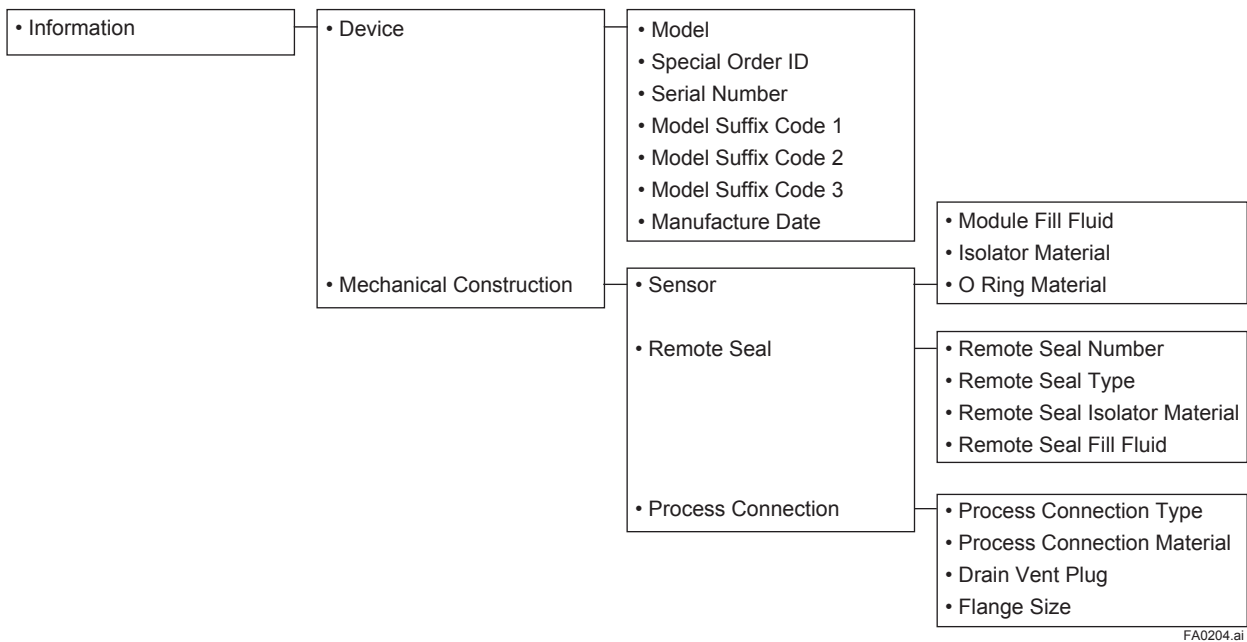 • Information
• Device
• Mechanical Construction
• Model
• Special Order ID
• Serial Number
• Model Suffix Code 1
• Model Suffix Code 2
• Model Suffix Code 3
• Manufacture Date
• Sensor
• Remote Seal
• Process Connection
• Module Fill Fluid
• Isolator Material
• O Ring Material
• Remote Seal Number
• Remote Seal Type
• Remote Seal Isolator Material
• Remote Seal Fill Fluid
• Process Connection Type
• Process Connection Material
• Drain Vent Plug
• Flange Size
FA0204.ai